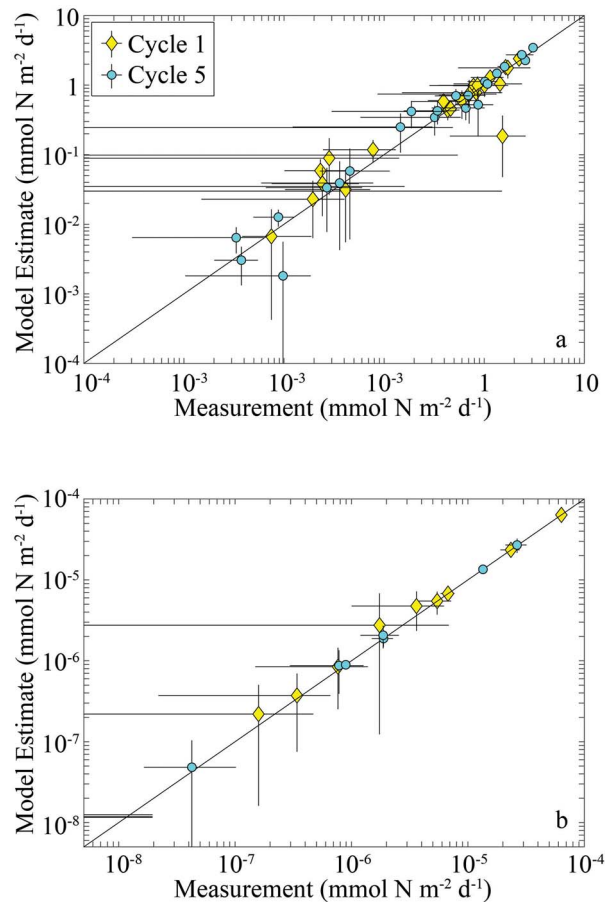 10
1
10⁻¹
10⁻²
10⁻³
10⁻⁴
Model Estimate (mmol N m⁻² d⁻¹)
Cycle 1
Cycle 5
a
10⁻⁴ 10⁻³ 10⁻³ 10⁻³ 1 10
Measurement (mmol N m⁻² d⁻¹)
10⁻⁴
10⁻⁵
10⁻⁶
10⁻⁷
10⁻⁸
Model Estimate (mmol N m⁻² d⁻¹)
b
10⁻⁸ 10⁻⁷ 10⁻⁶ 10⁻⁵ 10⁻⁴
Measurement (mmol N m⁻² d⁻¹)